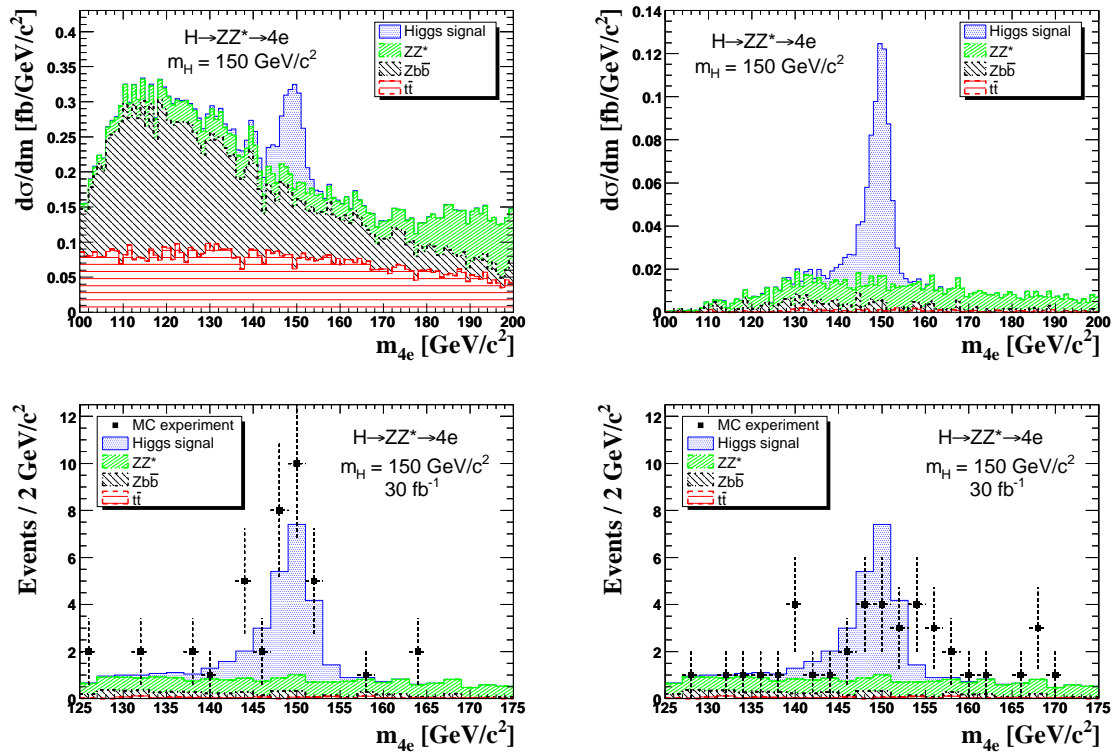 dσ/dm [fb/GeV/c²]
0.4
0.35
0.3
0.25
0.2
0.15
0.1
0.05
0
H→ZZ*→4e
m_H = 150 GeV/c²
Higgs signal
ZZ*
Zbb̄
tt̄
100 110 120 130 140 150 160 170 180 190 200
m_4e [GeV/c²]
dσ/dm [fb/GeV/c²]
0.14
0.12
0.1
0.08
0.06
0.04
0.02
0
H→ZZ*→4e
m_H = 150 GeV/c²
Higgs signal
ZZ*
Zbb̄
tt̄
100 110 120 130 140 150 160 170 180 190 200
m_4e [GeV/c²]
Events / 2 GeV/c²
12
10
8
6
4
2
0
MC experiment
Higgs signal
ZZ*
Zbb̄
tt̄
H→ZZ*→4e
m_H = 150 GeV/c²
30 fb⁻¹
125 130 135 140 145 150 155 160 165 170 175
m_4e [GeV/c²]
Events / 2 GeV/c²
12
10
8
6
4
2
0
MC experiment
Higgs signal
ZZ*
Zbb̄
tt̄
H→ZZ*→4e
m_H = 150 GeV/c²
30 fb⁻¹
125 130 135 140 145 150 155 160 165 170 175
m_4e [GeV/c²]